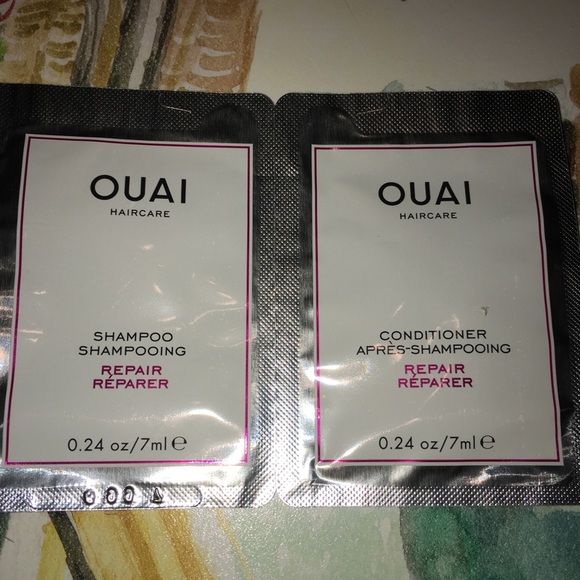 OUAI
HAIRCARE
SHAMPOO
SHAMPOOING
REPAIR
RÉPARER
0.24 oz/7ml ℮
OUAI
HAIRCARE
CONDITIONER
APRÈS-SHAMPOOING
REPAIR
RÉPARER
0.24 oz/7ml ℮